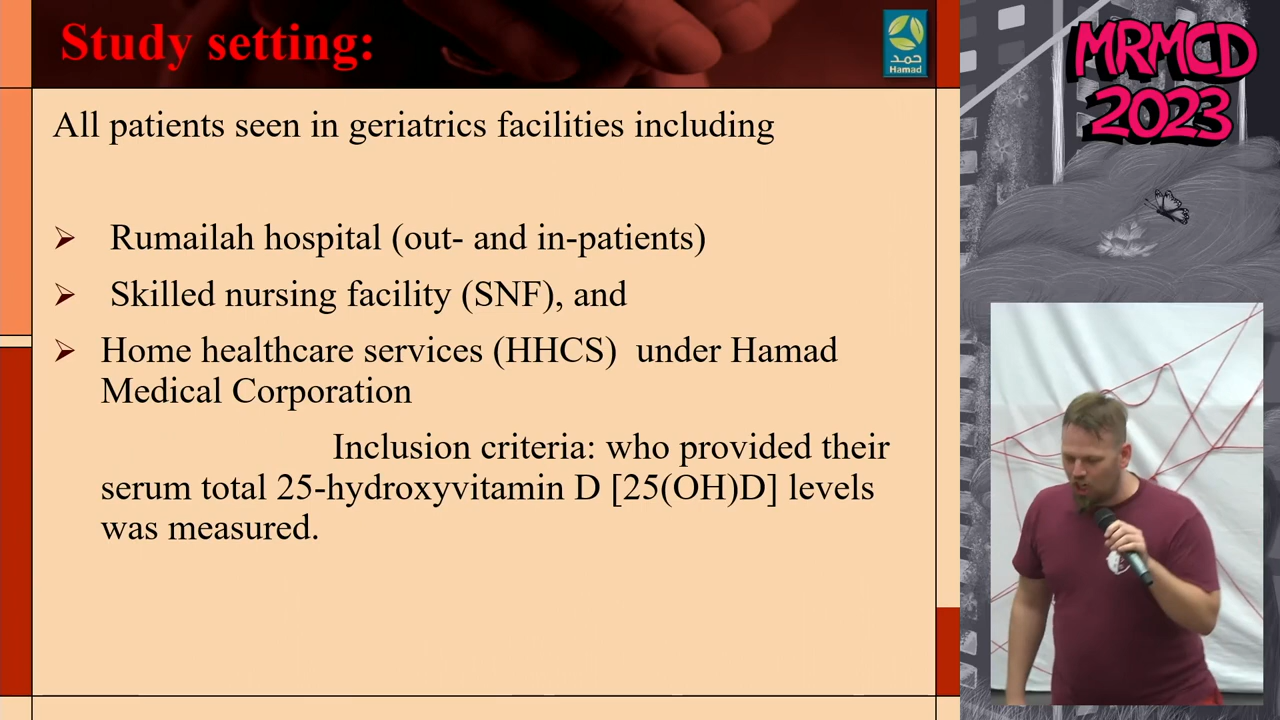 Study setting:
حمد
Hamad
All patients seen in geriatrics facilities including
Rumailah hospital (out- and in-patients)
Skilled nursing facility (SNF), and
Home healthcare services (HHCS) under Hamad
Medical Corporation
Inclusion criteria: who provided their
serum total 25-hydroxyvitamin D [25(OH)D] levels
was measured.
MRMCD
2023